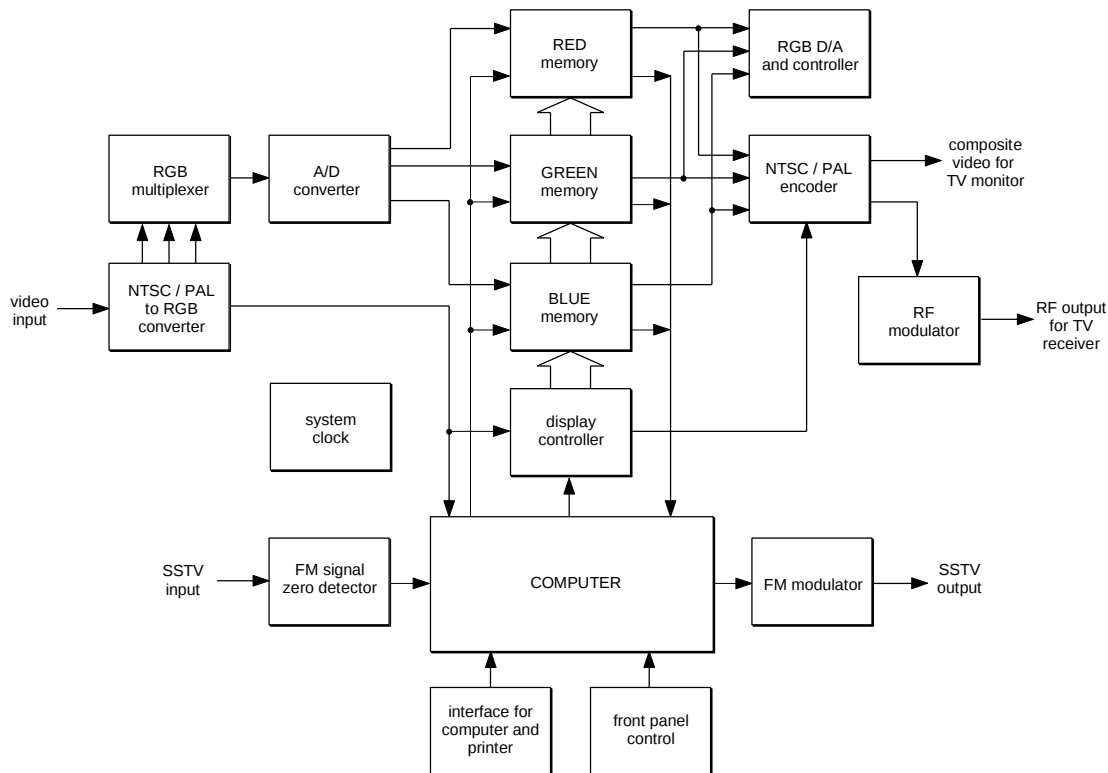 RED
memory
RGB D/A
and controller
RGB
multiplexer
A/D
converter
GREEN
memory
NTSC / PAL
encoder
composite
video for
TV monitor
video
input
NTSC / PAL
to RGB
converter
BLUE
memory
RF
modulator
RF output
for TV
receiver
system
clock
display
controller
SSTV
input
FM signal
zero detector
COMPUTER
FM modulator
SSTV
output
interface for
computer and
printer
front panel
control